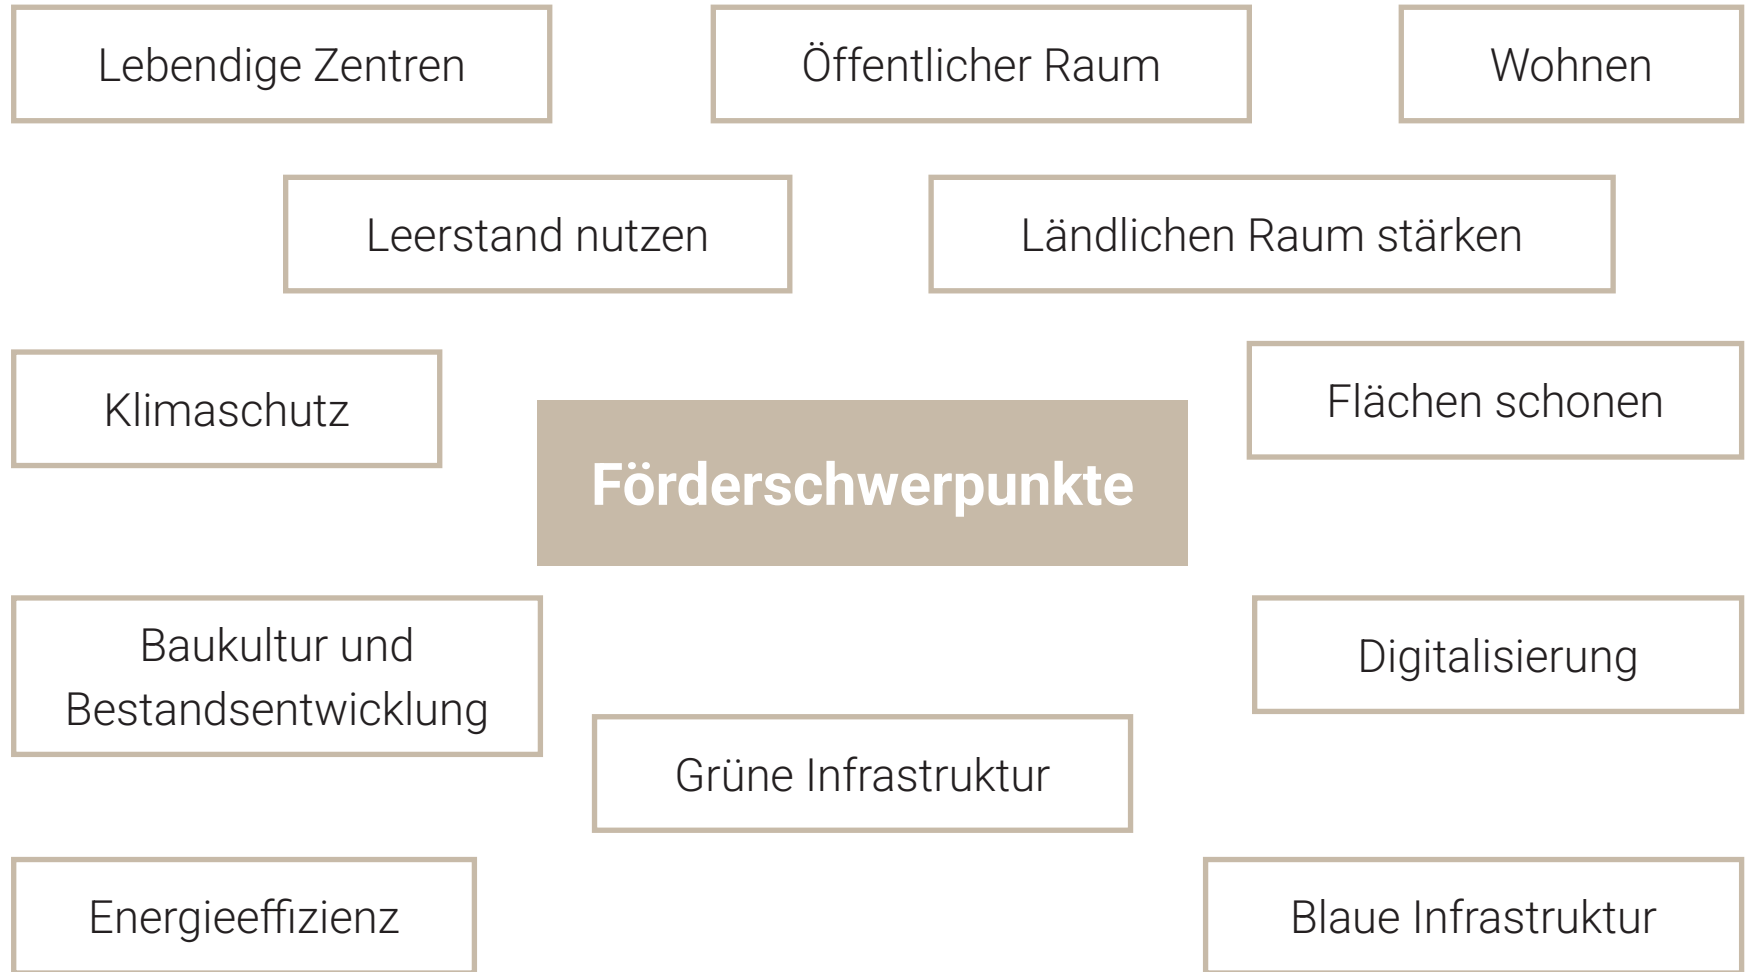 Lebendige Zentren
Öffentlicher Raum
Wohnen
Leerstand nutzen
Ländlichen Raum stärken
Klimaschutz
Flächen schonen
Förderschwerpunkte
Baukultur und
Bestandsentwicklung
Digitalisierung
Grüne Infrastruktur
Energieeffizienz
Blaue Infrastruktur